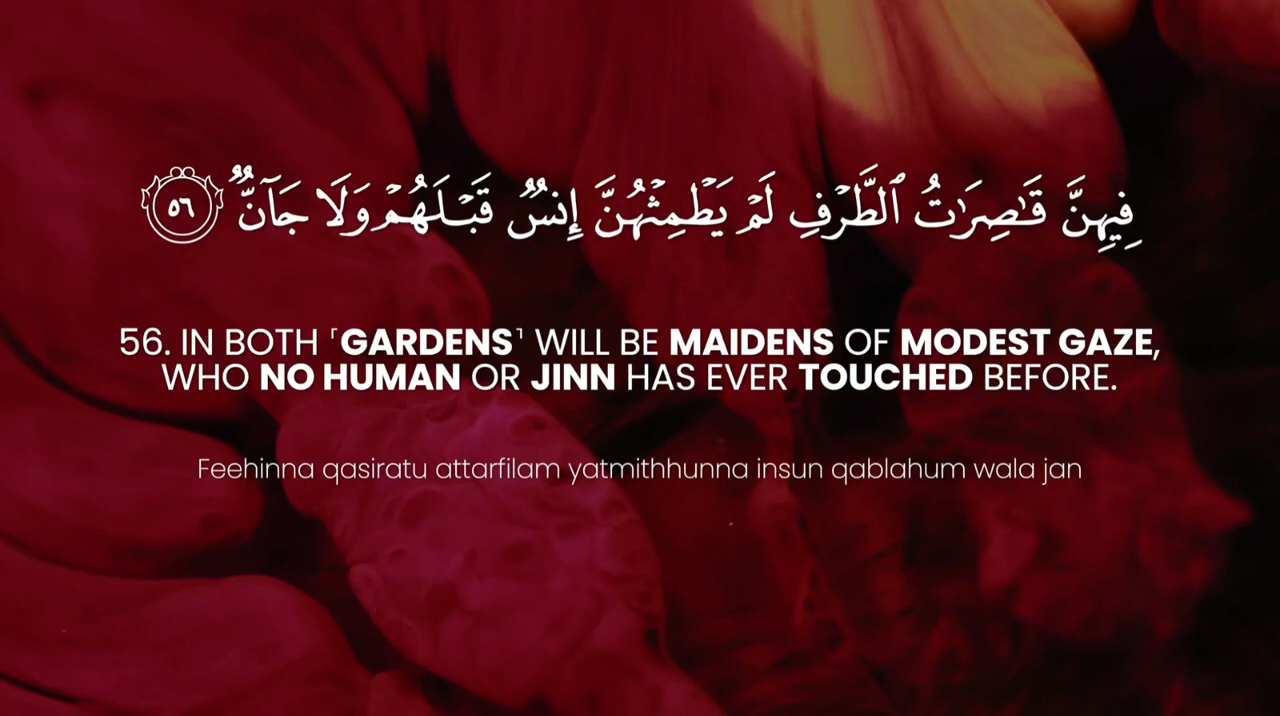 فِيهِنَّ قَـٰصِرَٰتُ ٱلطَّرْفِ لَمْ يَطْمِثْهُنَّ إِنسٌۭ قَبْلَهُمْ وَلَا جَآنٌّۭ ٥٦
56. IN BOTH ˹GARDENS˺ WILL BE MAIDENS OF MODEST GAZE,
WHO NO HUMAN OR JINN HAS EVER TOUCHED BEFORE.
Feehinna qasiratu attarfilam yatmithhunna insun qablahum wala jan